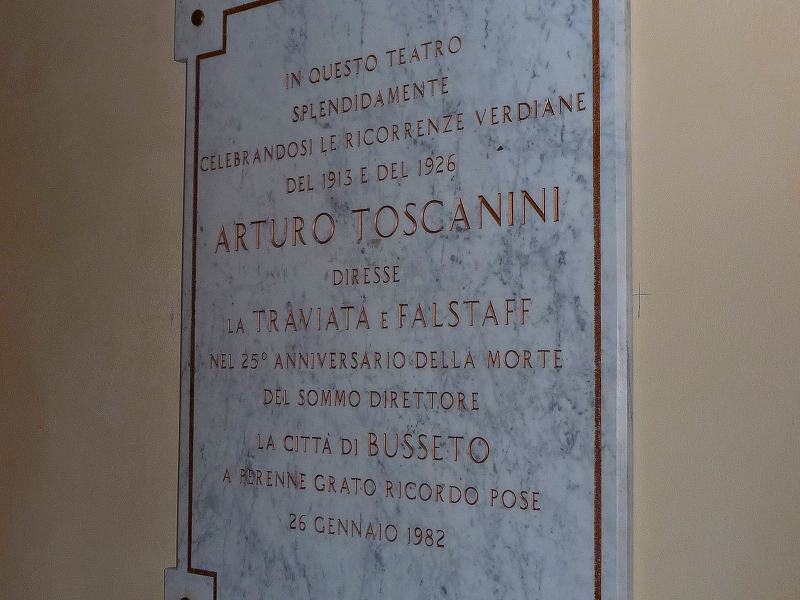 IN QUESTO TEATRO
SPLENDIDAMENTE
CELEBRANDOSI LE RICORRENZE VERDIANE
DEL 1913 E DEL 1926
ARTURO TOSCANINI
DIRESSE
LA TRAVIATA E FALSTAFF
NEL 25° ANNIVERSARIO DELLA MORTE
DEL SOMMO DIRETTORE
LA CITTÀ DI BUSSETO
A PERENNE GRATO RICORDO POSE
26 GENNAIO 1982